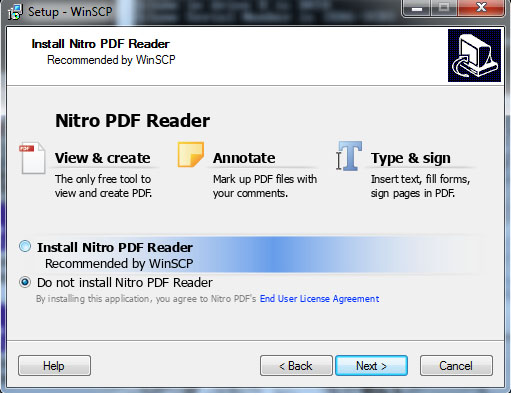 Setup - WinSCP
Install Nitro PDF Reader
Recommended by WinSCP
Nitro PDF Reader
PDF
View & create
The only free tool to
view and create PDF.
Annotate
Mark up PDF files with
your comments.
T
Type & sign
Insert text, fill forms,
sign pages in PDF.
Install Nitro PDF Reader
Recommended by WinSCP
Do not install Nitro PDF Reader
By installing this application, you agree to Nitro PDF's End User License Agreement
Help
< Back
Next >
Cancel